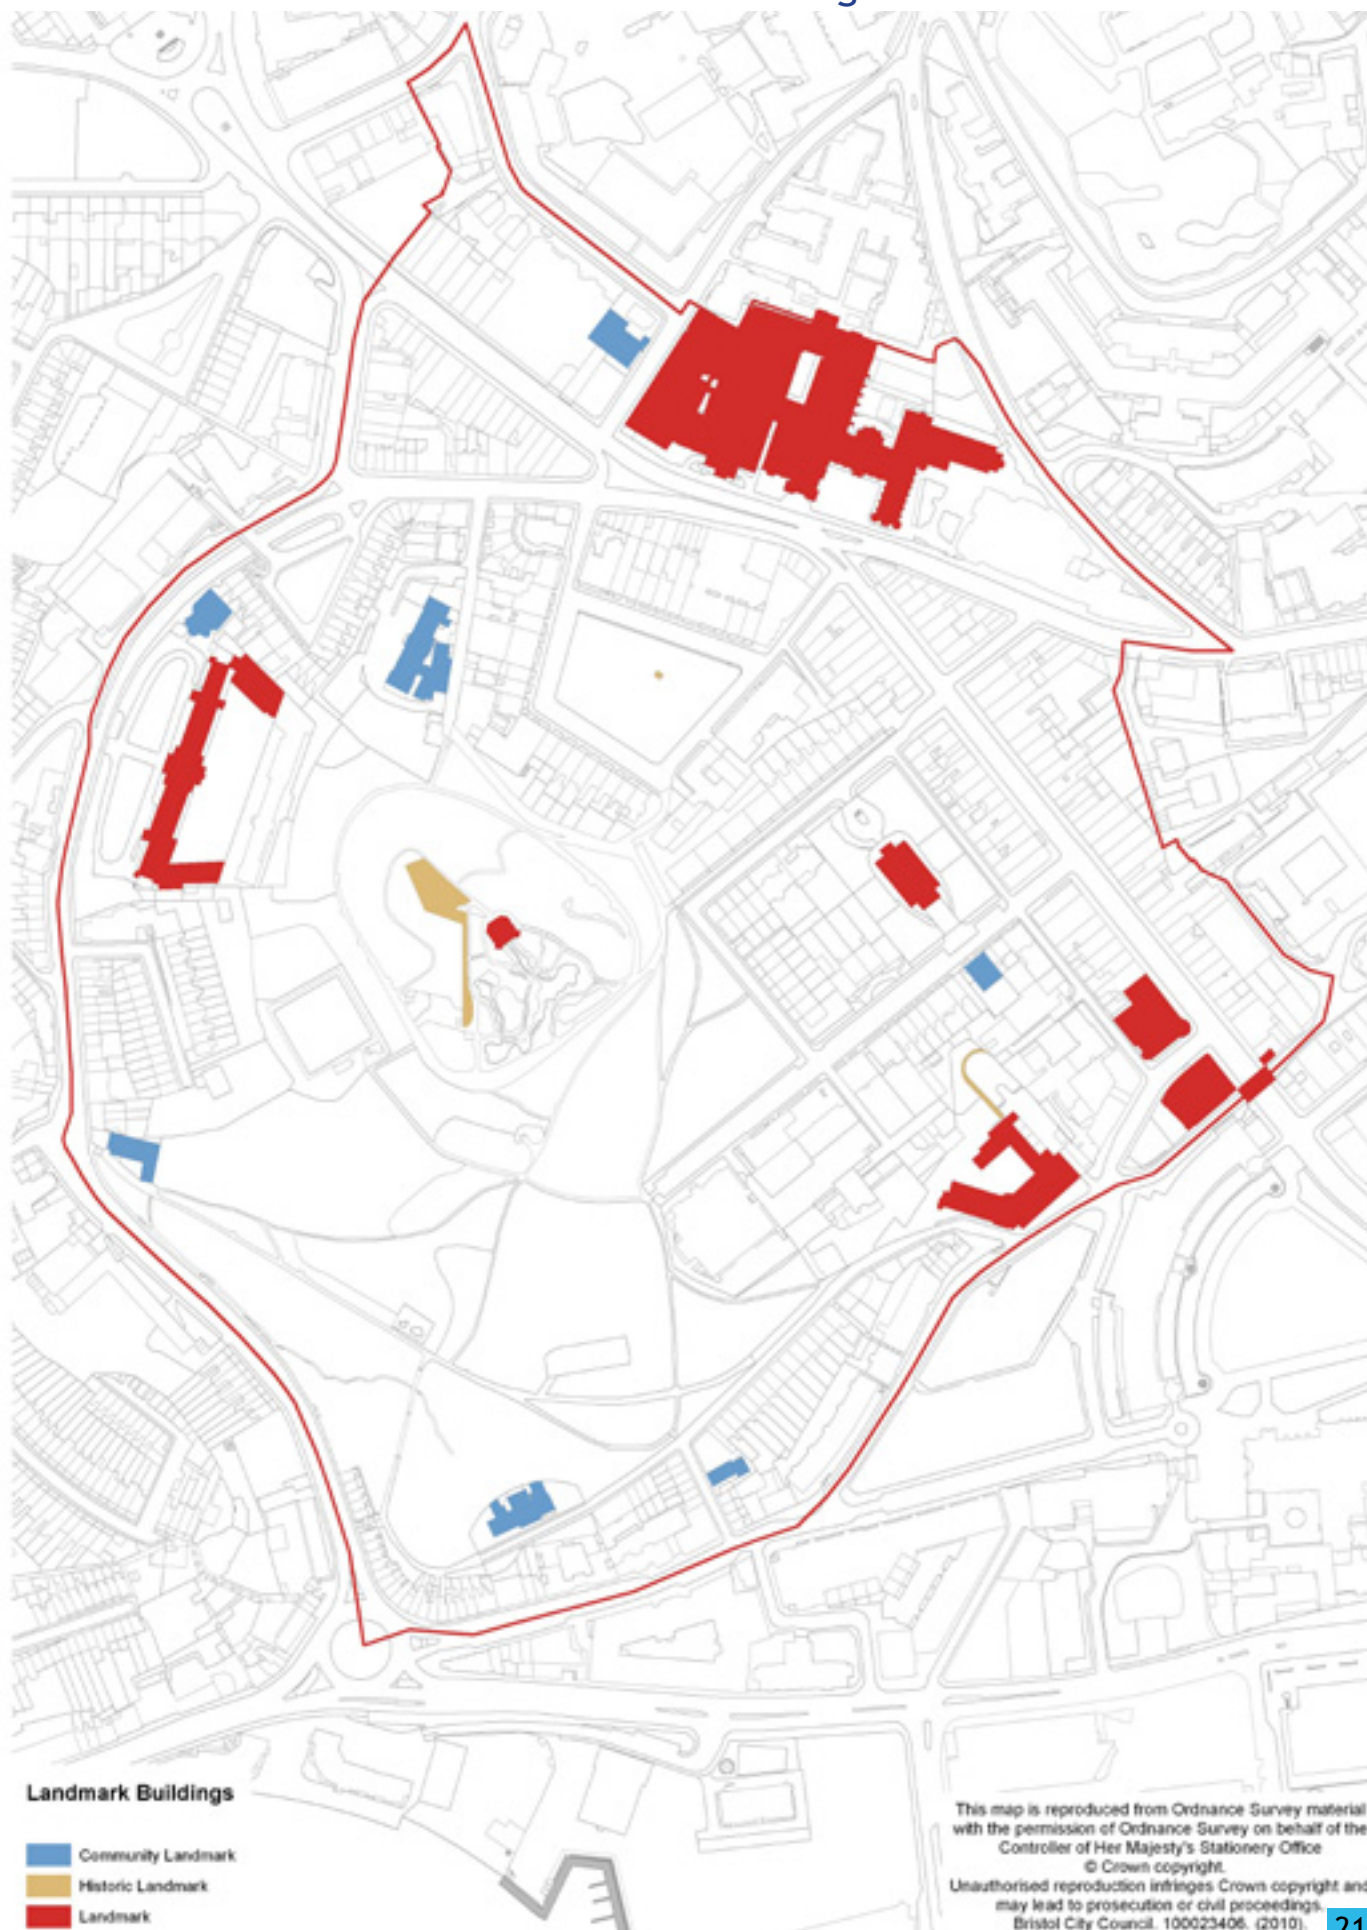 Landmark Buildings
Community Landmark
Historic Landmark
Landmark
This map is reproduced from Ordnance Survey material
with the permission of Ordnance Survey on behalf of the
Controller of Her Majesty's Stationery Office
© Crown copyright.
Unauthorised reproduction infringes Crown copyright and
may lead to prosecution or civil proceedings.
Bristol City Council. 100023406. (2010).
21